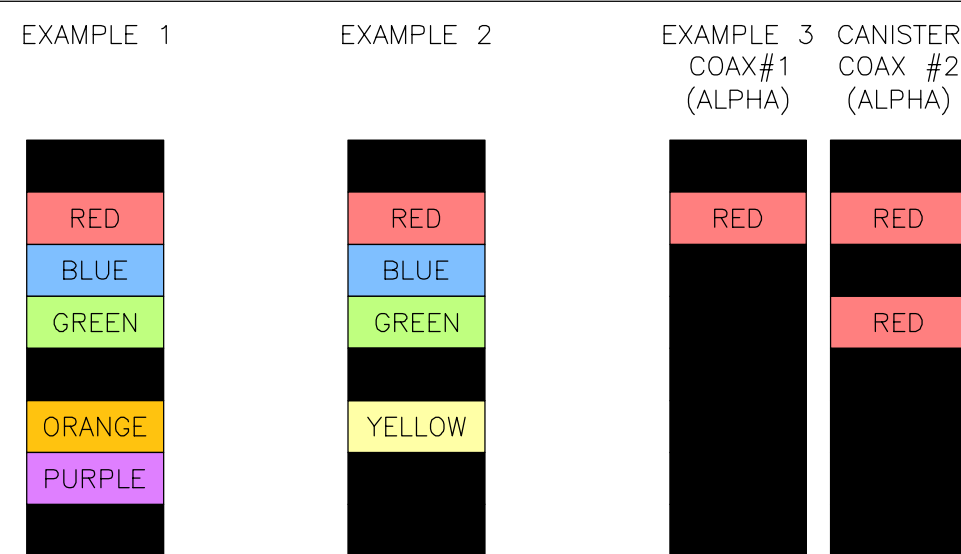 EXAMPLE 1
RED
BLUE
GREEN
ORANGE
PURPLE
EXAMPLE 2
RED
BLUE
GREEN
YELLOW
EXAMPLE 3
COAX#1
(ALPHA)
RED
CANISTER
COAX #2
(ALPHA)
RED
RED